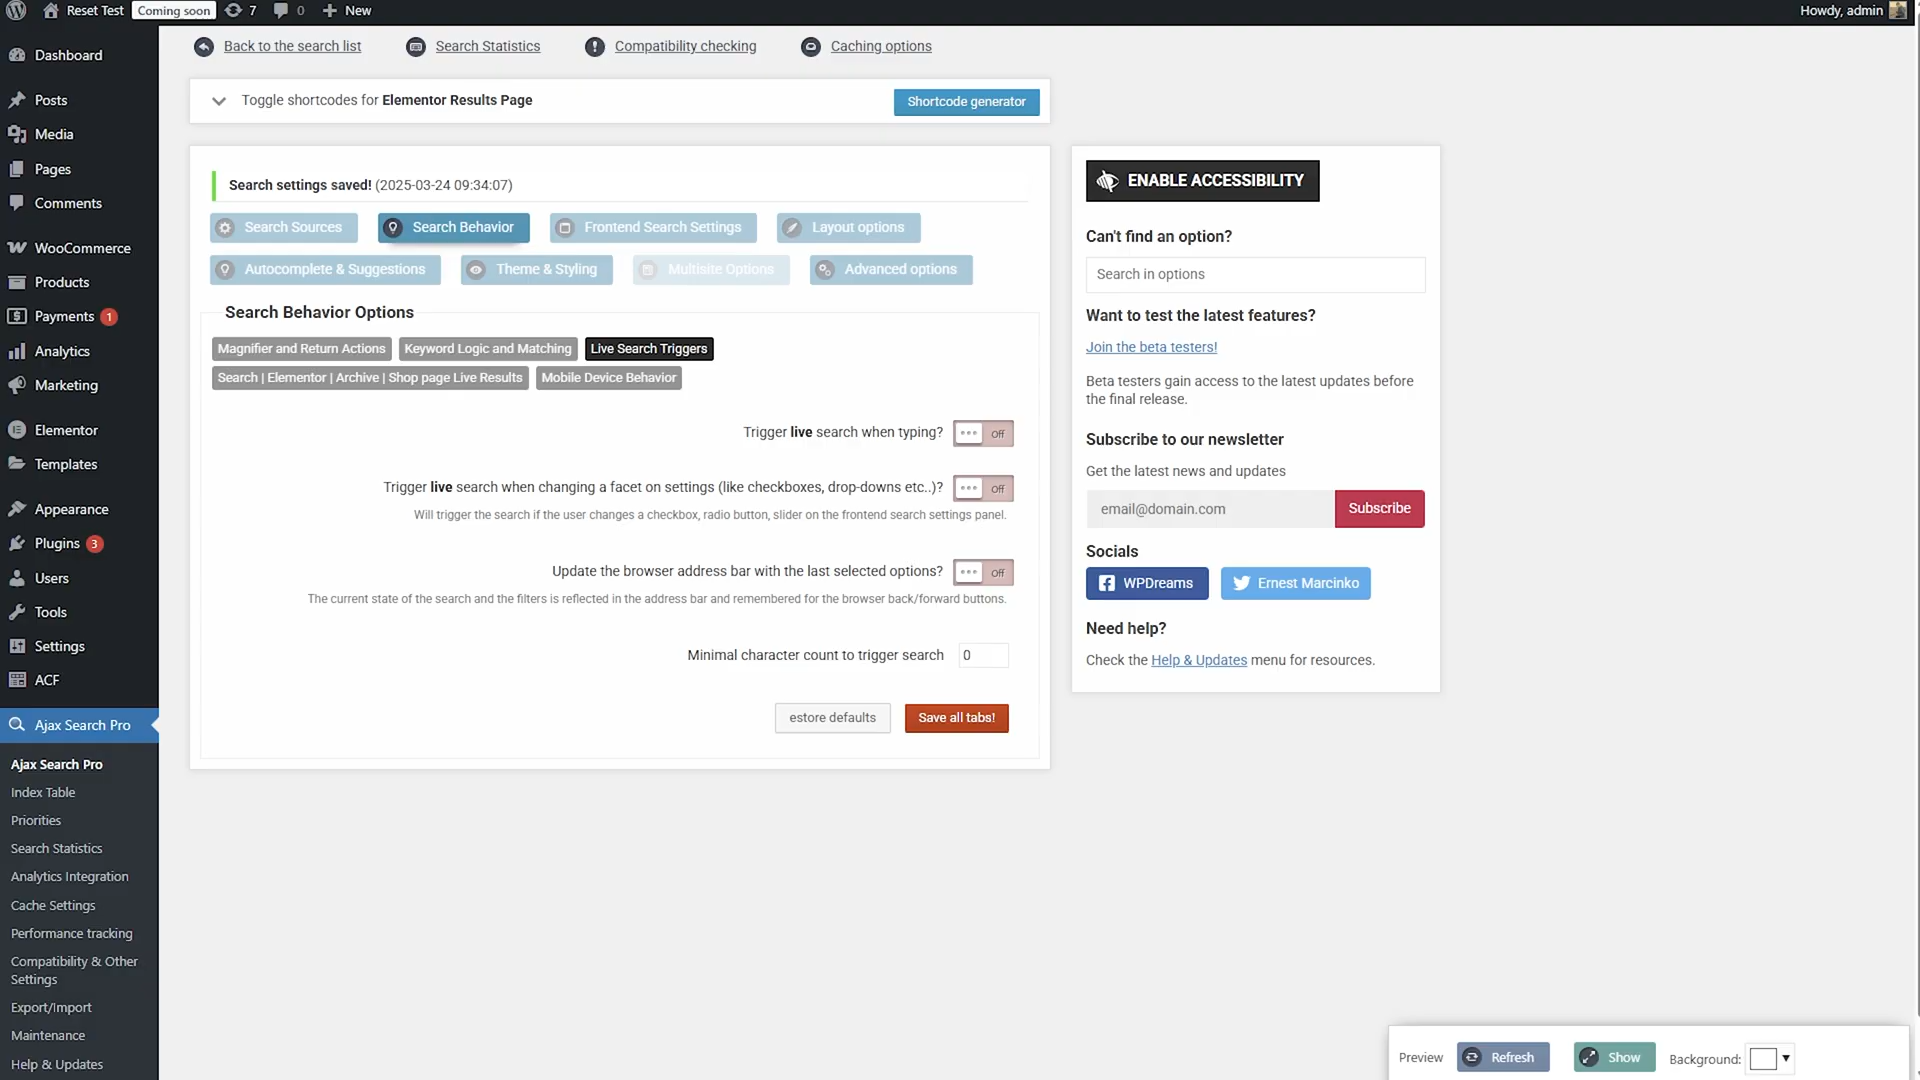 Reset Test
Coming soon
7
0
New
Howdy, admin
Dashboard
Posts
Media
Pages
Comments
WooCommerce
Products
Payments 1
Analytics
Marketing
Elementor
Templates
Appearance
Plugins 3
Users
Tools
Settings
ACF
Ajax Search Pro
Ajax Search Pro
Index Table
Priorities
Search Statistics
Analytics Integration
Cache Settings
Performance tracking
Compatibility & Other
Settings
Export/Import
Maintenance
Help & Updates
Back to the search list
Search Statistics
Compatibility checking
Caching options
Toggle shortcodes for Elementor Results Page
Shortcode generator
Search settings saved! (2025-03-24 09:34:07)
Search Sources
Search Behavior
Frontend Search Settings
Layout options
Autocomplete & Suggestions
Theme & Styling
Multisite Options
Advanced options
Search Behavior Options
Magnifier and Return Actions
Keyword Logic and Matching
Live Search Triggers
Search | Elementor | Archive | Shop page Live Results
Mobile Device Behavior
Trigger live search when typing?
Off
Trigger live search when changing a facet on settings (like checkboxes, drop-downs etc..)?
Off
Will trigger the search if the user changes a checkbox, radio button, slider on the frontend search settings panel.
Update the browser address bar with the last selected options?
Off
The current state of the search and the filters is reflected in the address bar and remembered for the browser back/forward buttons.
Minimal character count to trigger search
0
estore defaults
Save all tabs!
ENABLE ACCESSIBILITY
Can't find an option?
Search in options
Want to test the latest features?
Join the beta testers!
Beta testers gain access to the latest updates before
the final release.
Subscribe to our newsletter
Get the latest news and updates
email@domain.com
Subscribe
Socials
WPDreams
Ernest Marcinko
Need help?
Check the Help & Updates menu for resources.
Preview
Refresh
Show
Background: